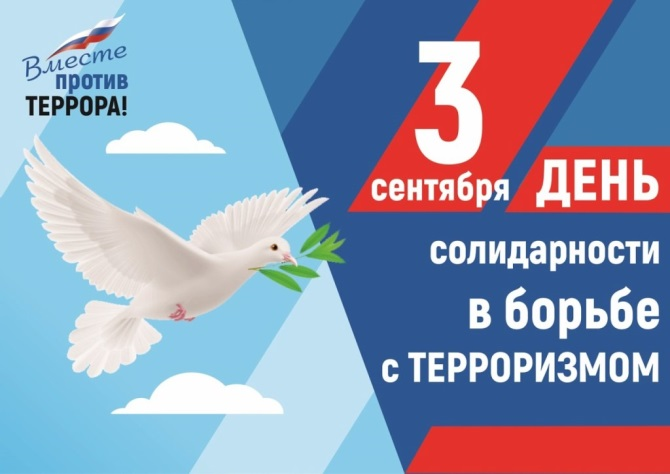 Вместе
против
ТЕРРОРА!
3
сентября
ДЕНЬ
солидарности
в борьбе
с ТЕРРОРИЗМОМ